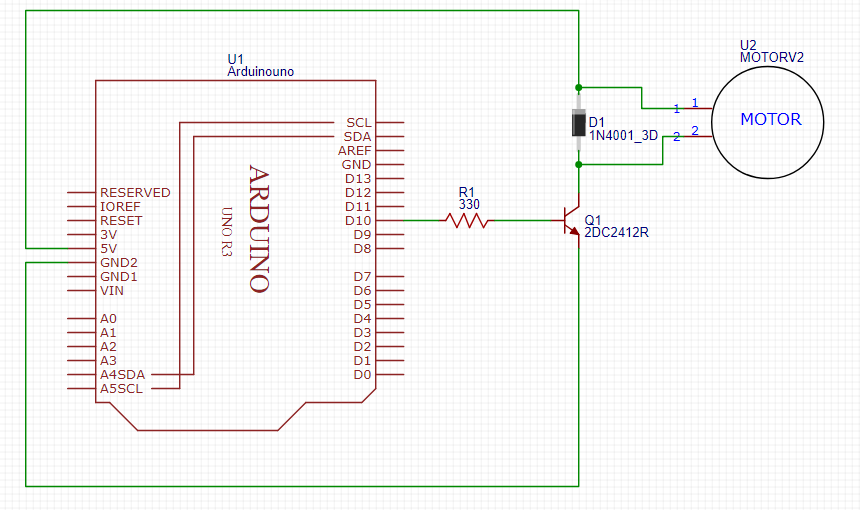 U1
Arduinouno
SCL
SDA
AREF
GND
D13
D12
D11
D10
D9
D8
D7
D6
D5
D4
D3
D2
D1
D0
RESERVED
IOREF
RESET
3V
5V
GND2
GND1
VIN
A0
A1
A2
A3
A4SDA
A5SCL
ARDUINO
UNO R3
R1
330
D1
1N4001_3D
Q1
2DC2412R
U2
MOTORV2
1 1
2 2
MOTOR